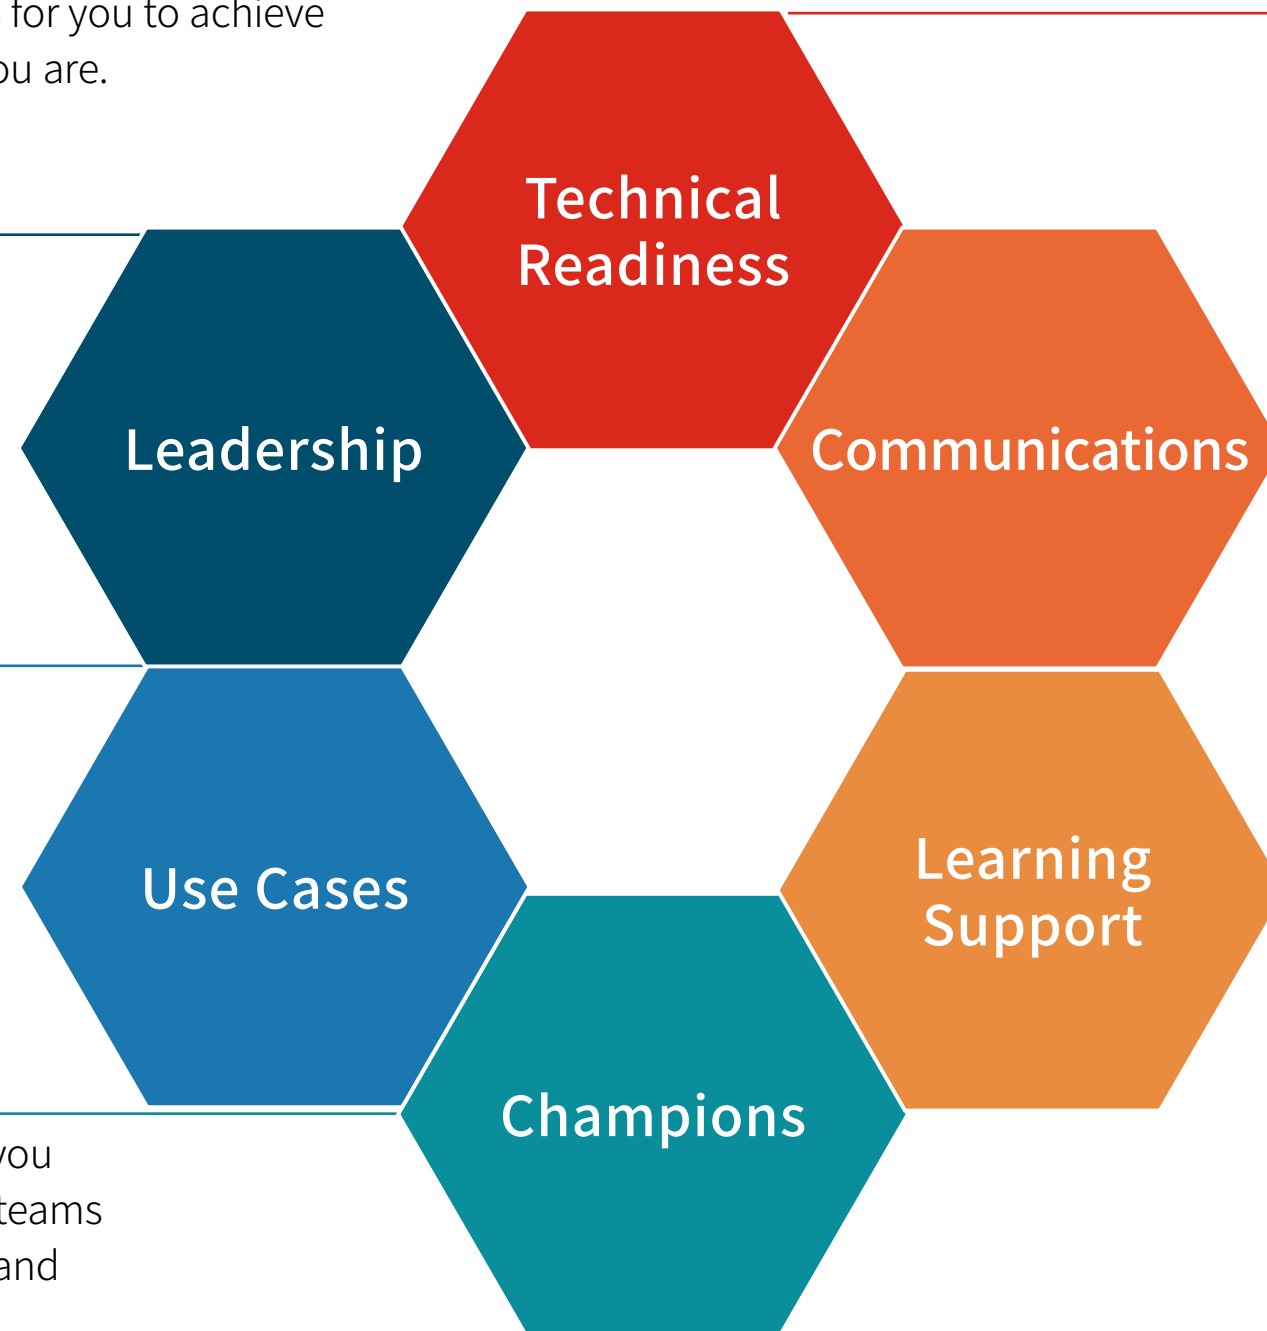 for you to achieve
ou are.
Technical
Readiness
Leadership
Communications
Use Cases
Learning
Support
Champions
you
teams
and